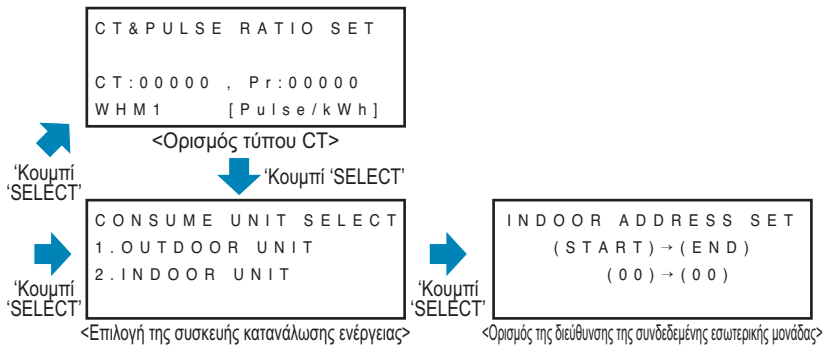 CT&PULSE RATIO SET
CT:00000 , Pr:00000
WHM1 [Pulse/kWh]
<Ορισμός τύπου CT>
‘Κουμπί
‘SELECT’
‘Κουμπί ‘SELECT’
CONSUME UNIT SELECT
1.OUTDOOR UNIT
2.INDOOR UNIT
‘Κουμπί
‘SELECT’
<Επιλογή της συσκευής κατανάλωσης ενέργειας>
‘Κουμπί
‘SELECT’
INDOOR ADDRESS SET
(START)→(END)
(00)→(00)
<Ορισμός της διεύθυνσης της συνδεδεμένης εσωτερικής μονάδας>